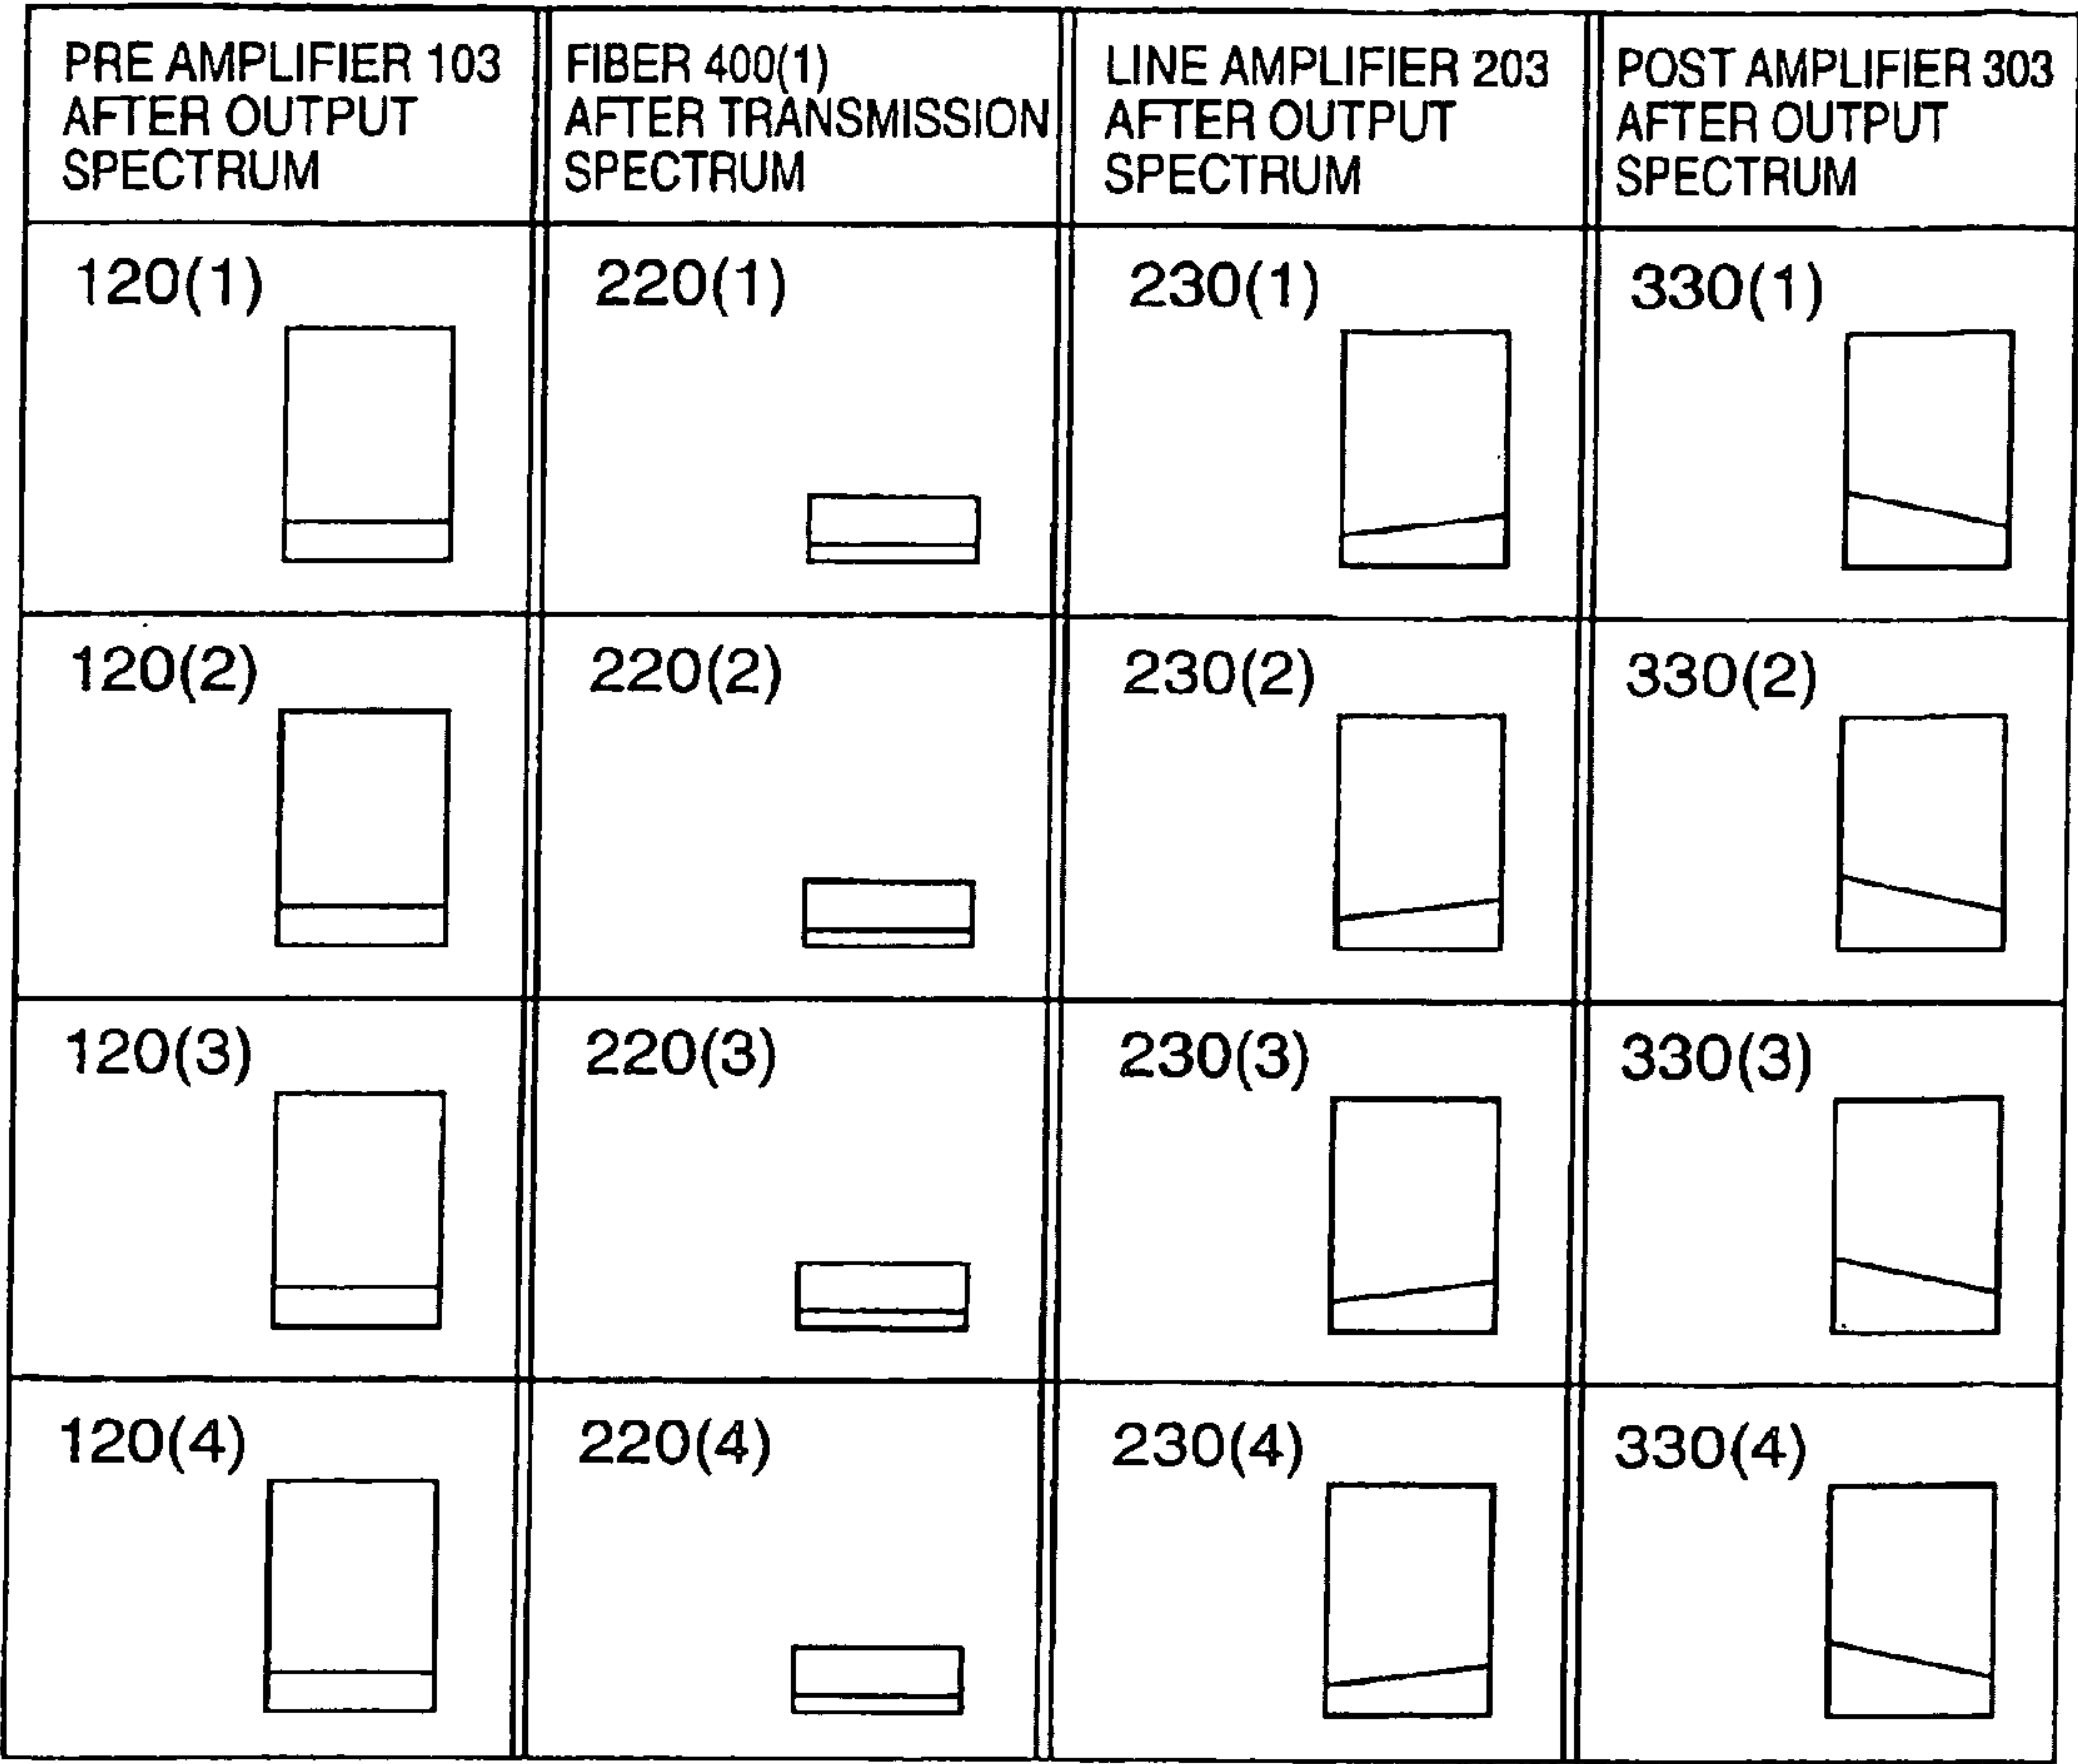 PRE AMPLIFIER 103
AFTER OUTPUT
SPECTRUM
FIBER 400(1)
AFTER TRANSMISSION
SPECTRUM
LINE AMPLIFIER 203
AFTER OUTPUT
SPECTRUM
POST AMPLIFIER 303
AFTER OUTPUT
SPECTRUM
120(1)
220(1)
230(1)
330(1)
120(2)
220(2)
230(2)
330(2)
120(3)
220(3)
230(3)
330(3)
120(4)
220(4)
230(4)
330(4)